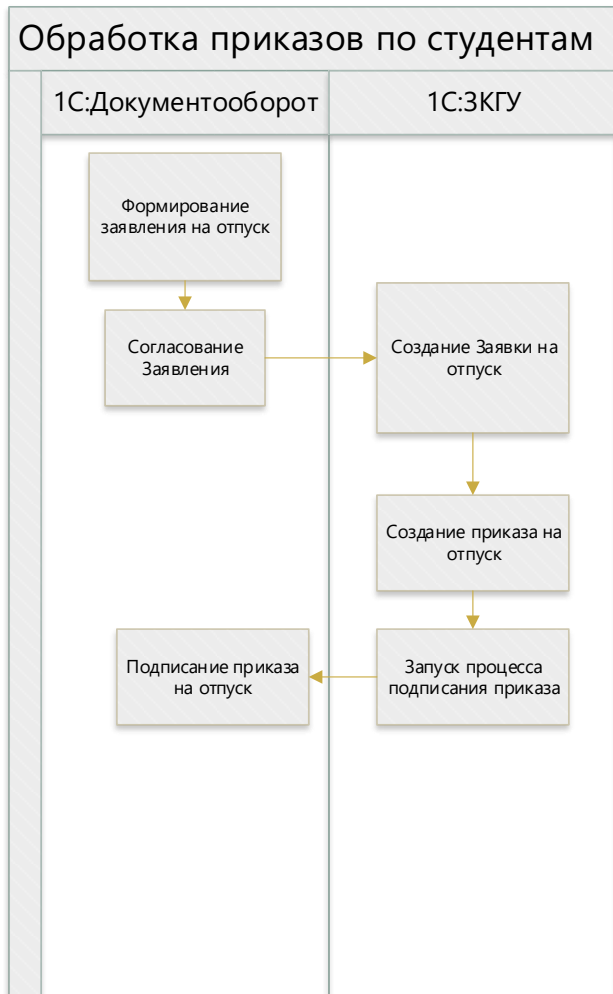 Обработка приказов по студентам
1С:Документооборот
1С:ЗКГУ
Формирование
заявления на отпуск
Согласование
Заявления
Создание Заявки на
отпуск
Создание приказа на
отпуск
Подписание приказа
на отпуск
Запуск процесса
подписания приказа